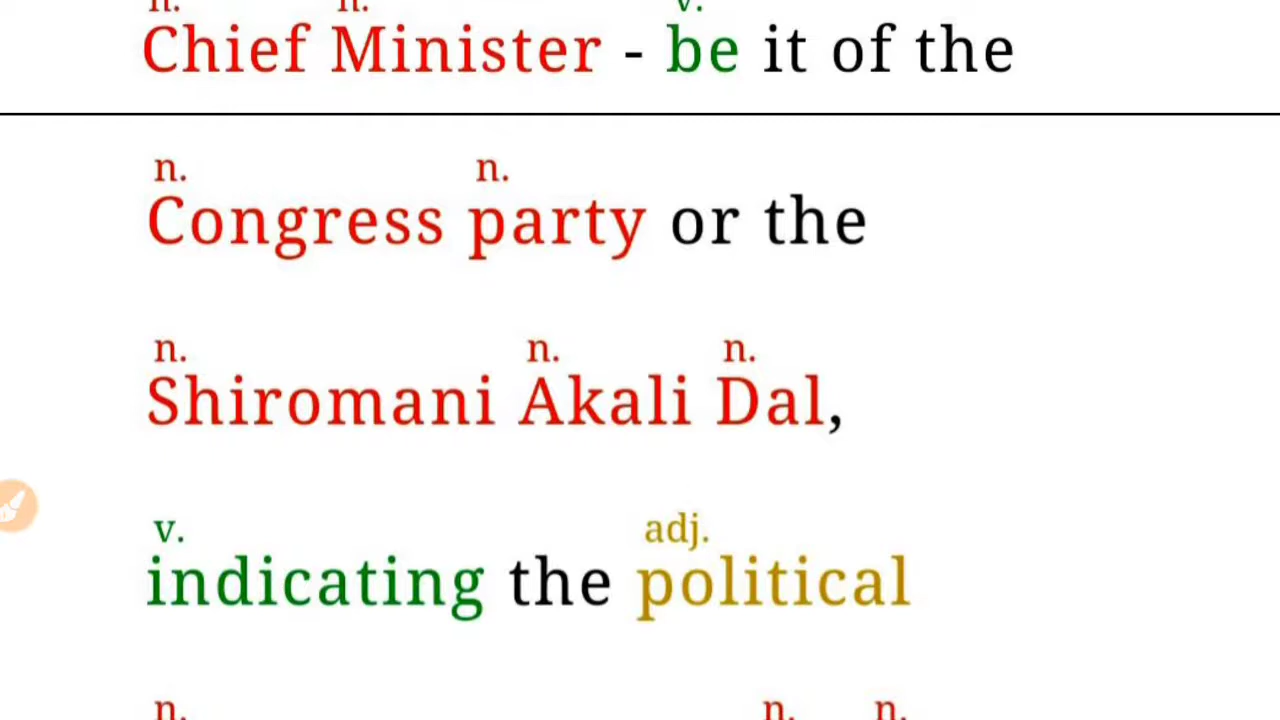 n. n. v.
Chief Minister - be it of the
n. n.
Congress party or the
n. n. n.
Shiromani Akali Dal,
v. adj.
indicating the political
n. n. n.